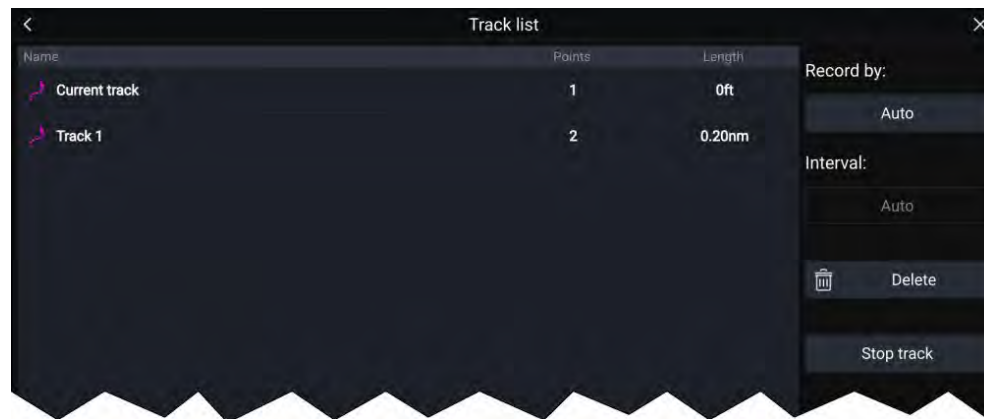 Track list
Name Points Length
Current track 1 0ft
Track 1 2 0.20nm
Record by:
Auto
Interval:
Auto
Delete
Stop track